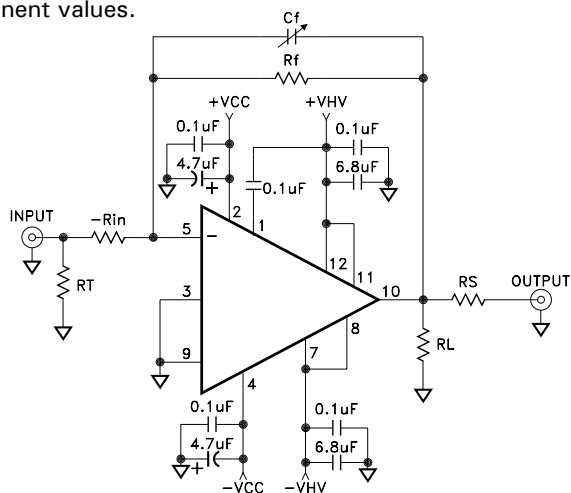 nent values.
Cf
Rf
+VCC
+VHV
0.1uF
0.1uF
4.7uF
+
0.1uF
6.8uF
INPUT
-Rin
5
-
2
1
12
11
RT
3
10
RS
OUTPUT
8
7
RL
9
4
0.1uF
0.1uF
4.7uF
+
6.8uF
-VCC
-VHV